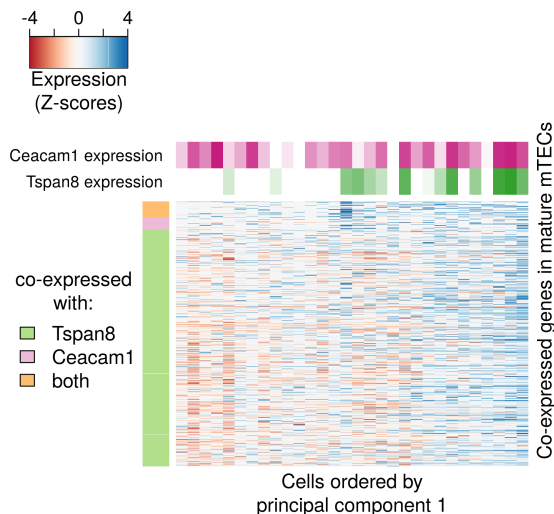 -4 0 4
Expression
(Z-scores)
Ceacam1 expression
Tspan8 expression
co-expressed
with:
Tspan8
Ceacam1
both
Co-expressed genes in mature mTECs
Cells ordered by
principal component 1